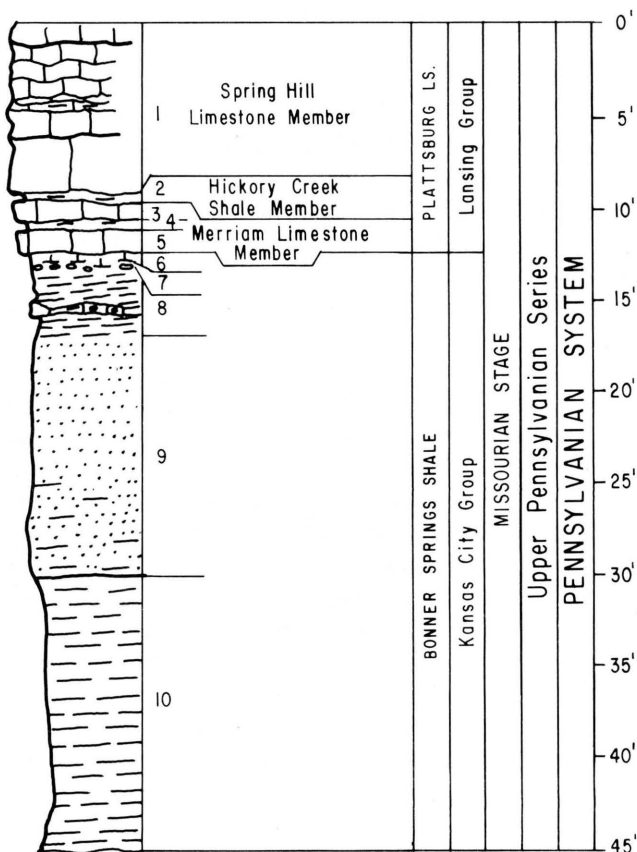 Spring Hill
Limestone Member
1
2
Hickory Creek
Shale Member
3
4
5
Merriam Limestone
Member
6
7
8
9
10
PLATTSBURG LS.
BONNER SPRINGS SHALE
Lansing Group
Kansas City Group
MISSOURIAN STAGE
Upper Pennsylvanian Series
PENNSYLVANIAN SYSTEM
0'
5'
10'
15'
20'
25'
30'
35'
40'
45'